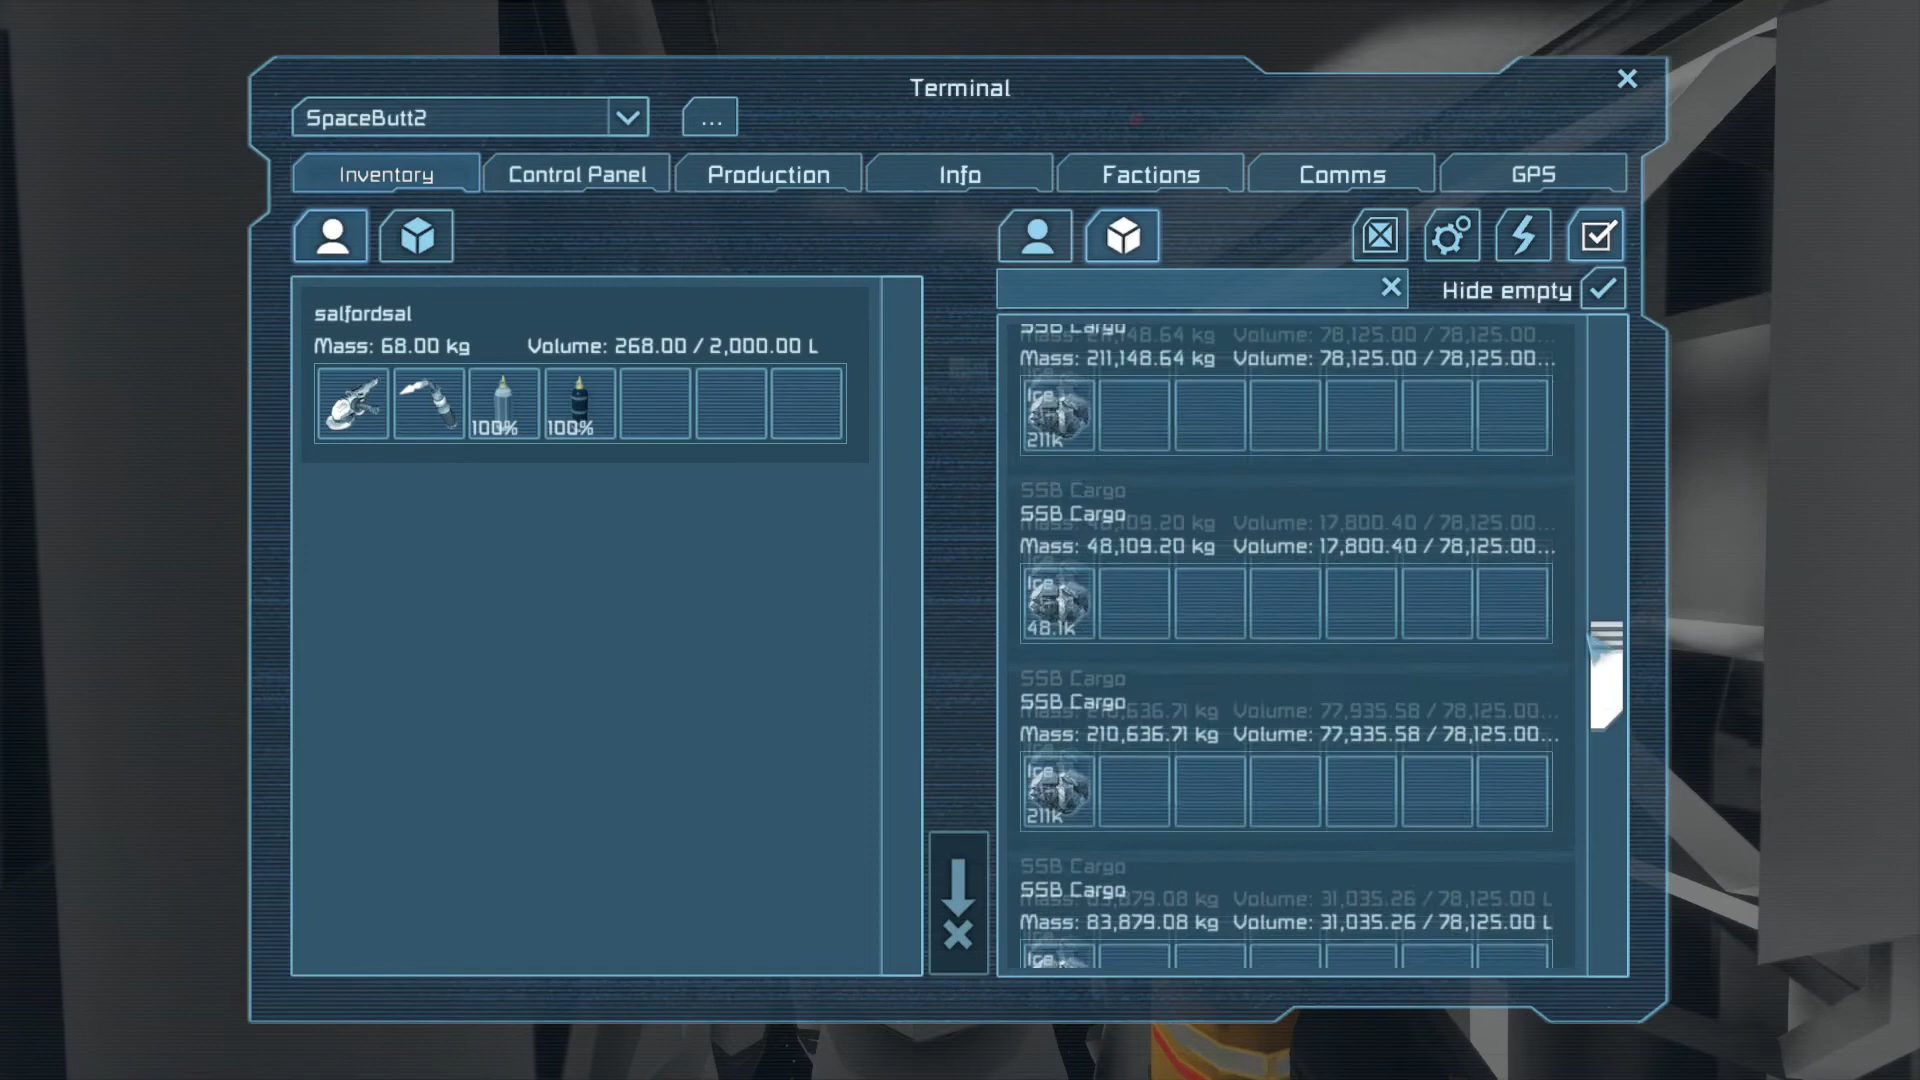 Terminal
SpaceButt2
...
Inventory
Control Panel
Production
Info
Factions
Comms
GPS
Hide empty
salfordsal
Mass: 68.00 kg Volume: 268.00 / 2,000.00 L
100%
100%
SSB Cargo
Mass: 211,148.64 kg Volume: 78,125.00 / 78,125.00...
Ice
211k
SSB Cargo
Mass: 48,109.20 kg Volume: 17,800.40 / 78,125.00...
Ice
48.1k
SSB Cargo
Mass: 210,636.71 kg Volume: 77,935.58 / 78,125.00...
Ice
211k
SSB Cargo
Mass: 83,879.08 kg Volume: 31,035.26 / 78,125.00 L
Ice